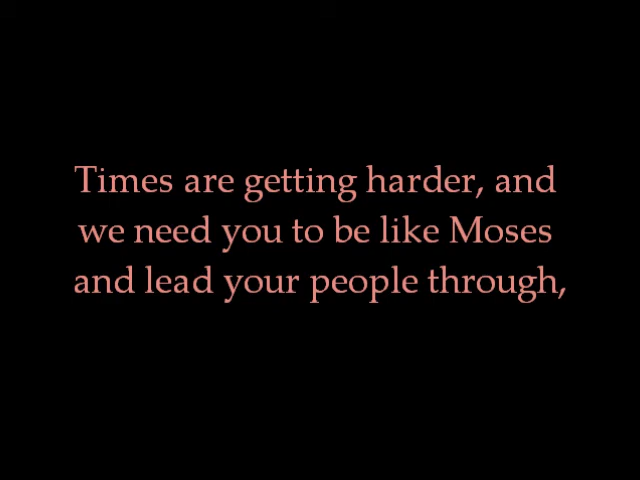 Times are getting harder, and
we need you to be like Moses
and lead your people through,